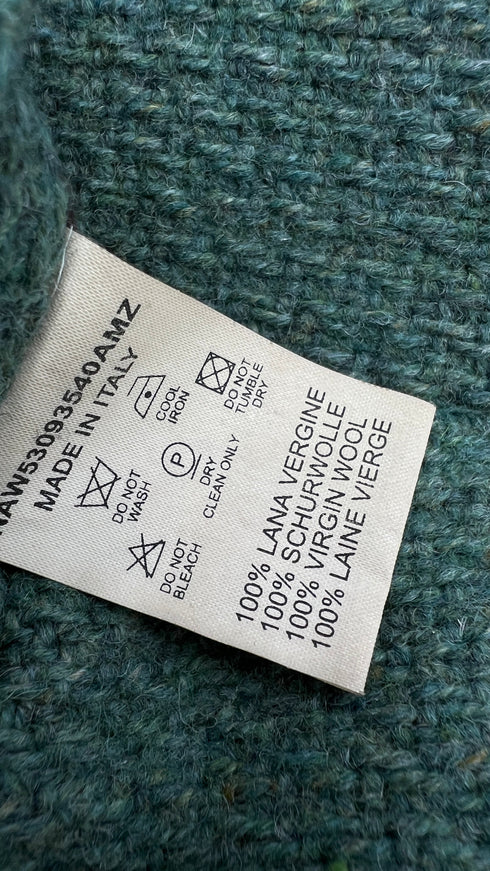 NAW53093540AMZ
MADE IN ITALY
COOL
IRON
DO NOT
TUMBLE
DRY
DO NOT
WASH
P
DRY
CLEAN ONLY
DO NOT
BLEACH
100% LANA VERGINE
100% SCHURWOLLE
100% VIRGIN WOOL
100% LAINE VIERGE